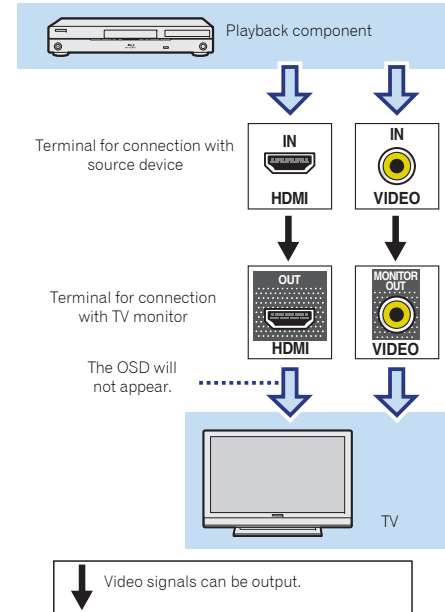 Playback component
Terminal for connection with
source device
IN
HDMI
IN
VIDEO
Terminal for connection
with TV monitor
OUT
HDMI
MONITOR
OUT
VIDEO
The OSD will
not appear.
TV
Video signals can be output.